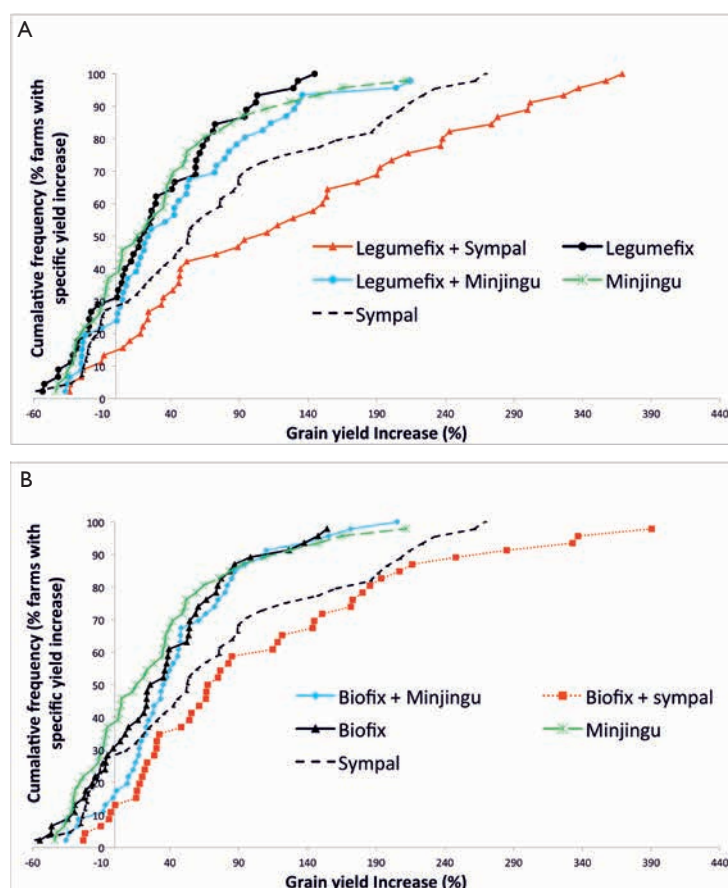 A
Cumalative frequency (% farms with
specific yield increase)
100
90
80
70
60
50
40
30
20
10
0
-60 -10 40 90 140 190 240 290 340 390 440
Grain yield Increase (%)
Legumefix + Sympal
Legumefix
Legumefix + Minjingu
Minjingu
Sympal
B
Cumulative frequency (% farms with
specific yield increase)
100
90
80
70
60
50
40
30
20
10
0
-60 -10 40 90 140 190 240 290 340 390 440
Grain yield Increase (%)
Biofix + Minjingu
Biofix + sympal
Biofix
Minjingu
Sympal